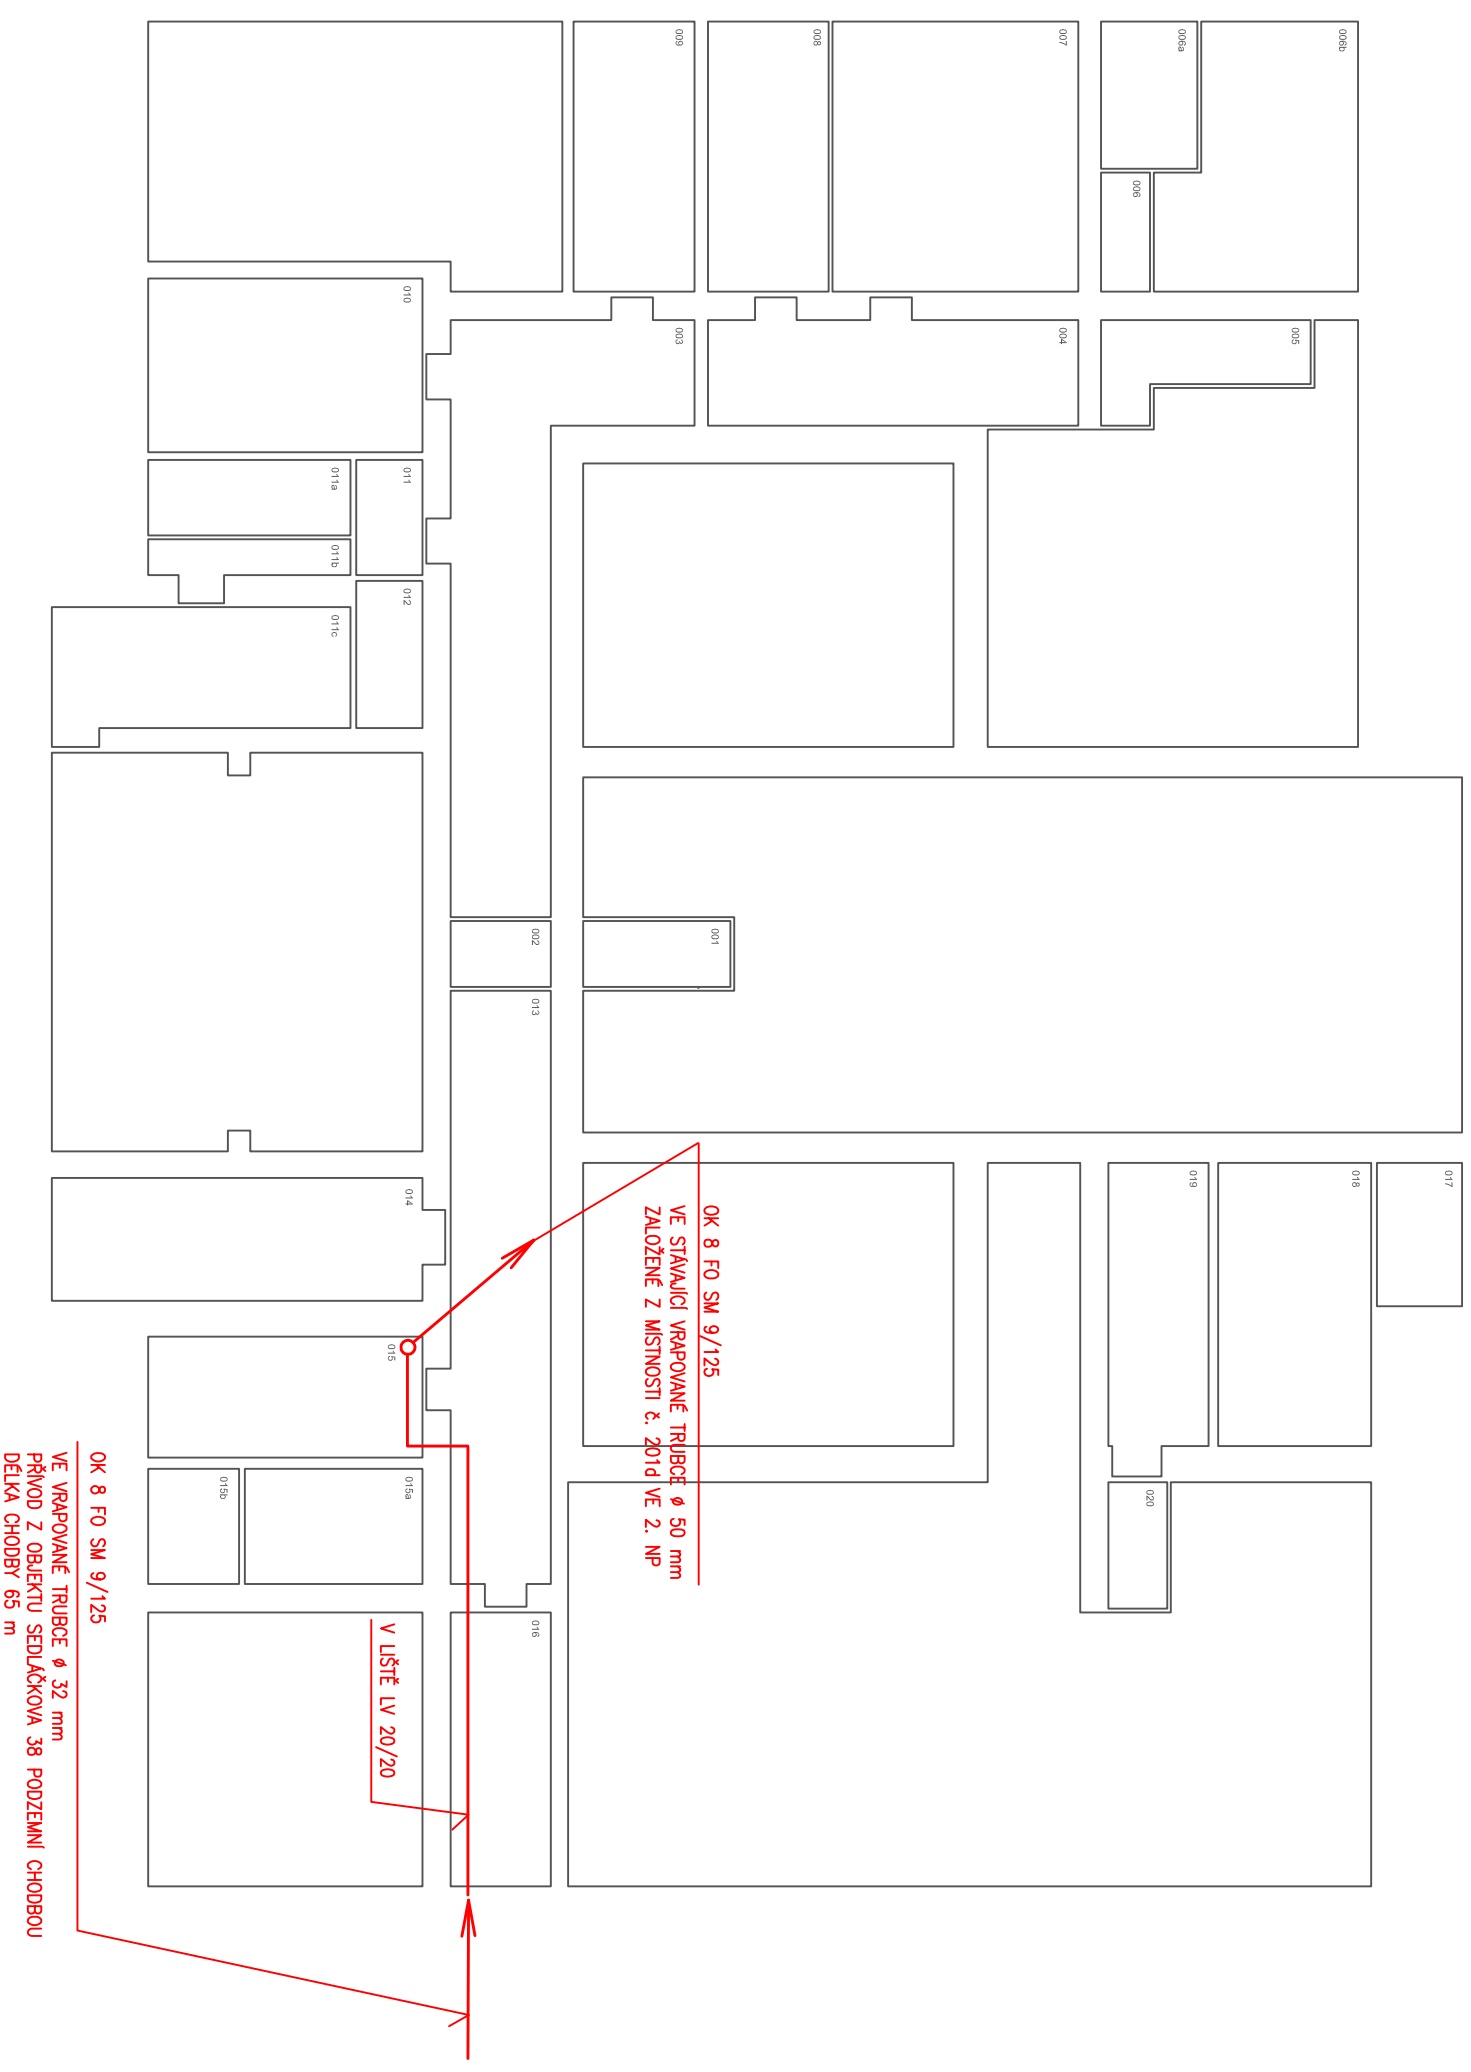 006b
006a
006
007
008
009
005
004
003
010
011
011a
011b
012
011c
001
002
013
017
018
019
014
OK 8 FO SM 9/125
VE STÁVAJÍCÍ VRAPOVANÉ TRUBCE ø 50 mm
ZALOŽENÉ Z MÍSTNOSTI č. 201d VE 2. NP
015
015a
015b
020
016
V LIŠTĚ LV 20/20
OK 8 FO SM 9/125
VE VRAPOVANÉ TRUBCE ø 32 mm
PŘÍVOD Z OBJEKTU SEDLÁČKOVA 38 PODZEMNÍ CHODBOU
DÉLKA CHODBY 65 m